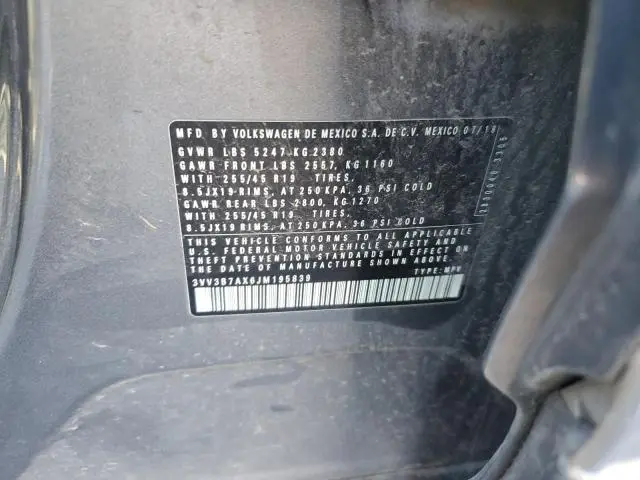 MFD. BY VOLKSWAGEN DE MEXICO S.A. DE C.V. MEXICO 07/18
GVWR LBS 5247 KG 2380
GAWR FRONT LBS 2557, KG 1160
WITH 255/45 R19 TIRES,
8.5JX19 RIMS, AT 250 KPA, 36 PSI COLD
GAWR REAR LBS 2800, KG 1270
WITH 255/45 R19 TIRES,
8.5JX19 RIMS, AT 250 KPA, 36 PSI COLD
THIS VEHICLE CONFORMS TO ALL APPLICABLE
U.S. FEDERAL MOTOR VEHICLE SAFETY AND
THEFT PREVENTION STANDARDS IN EFFECT ON
THE DATE OF MANUFACTURE SHOWN ABOVE
3VV3B7AX0JM195839 TYPE: MPV